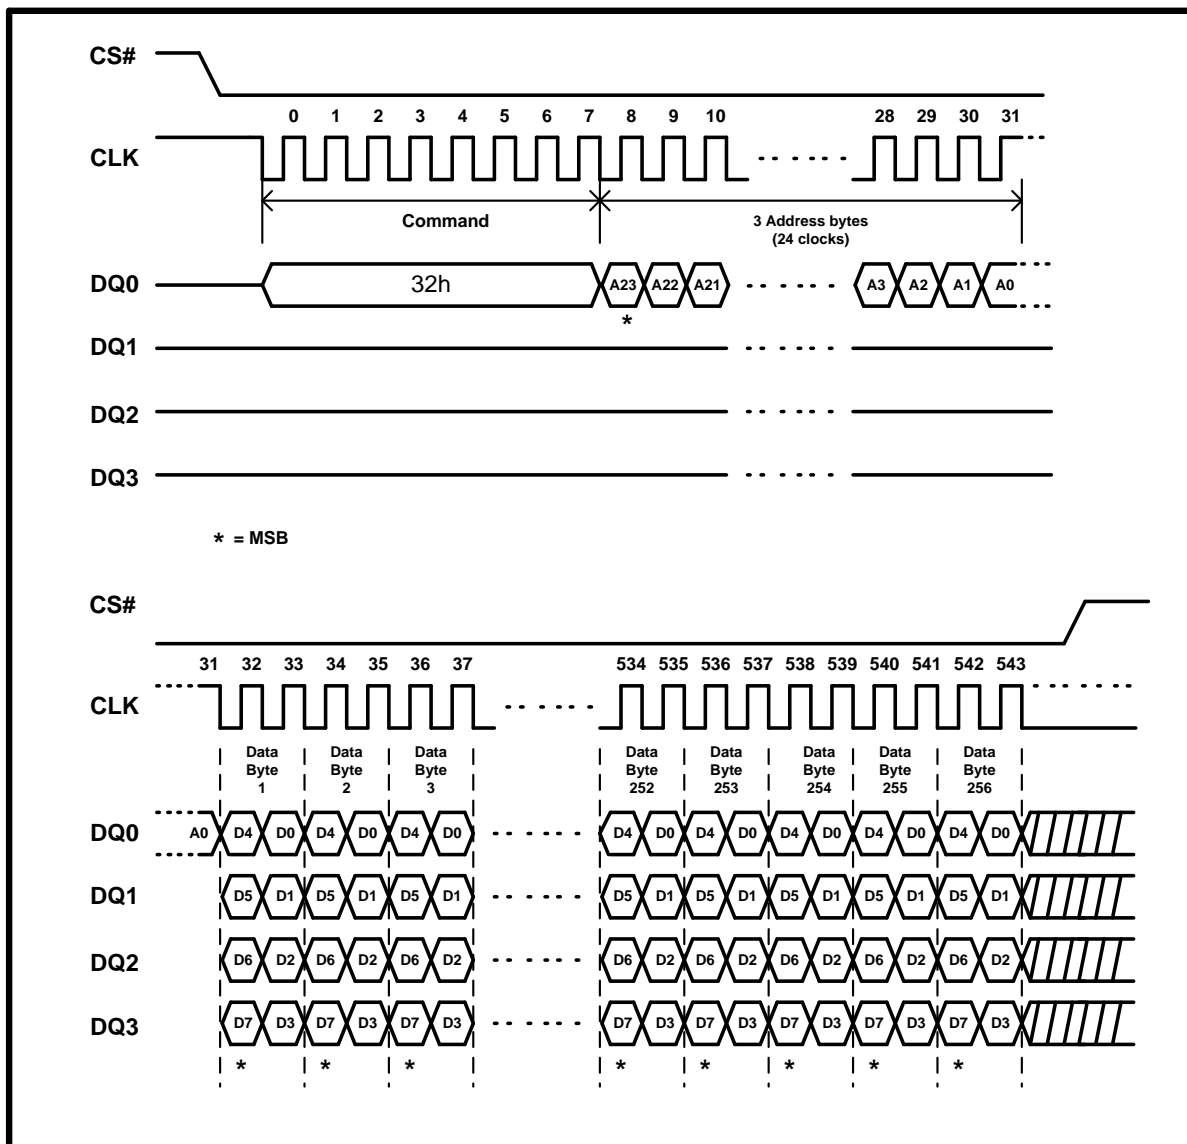 CS#
0 1 2 3 4 5 6 7 8 9 10 28 29 30 31
CLK
Command
3 Address bytes
(24 clocks)
DQ0 32h A23 A22 A21 A3 A2 A1 A0
*
DQ1
DQ2
DQ3
* = MSB
CS#
31 32 33 34 35 36 37 534 535 536 537 538 539 540 541 542 543
CLK
Data Data Data Data Data Data Data Data
Byte Byte Byte Byte Byte Byte Byte Byte
1 2 3 252 253 254 255 256
DQ0 A0 D4 D0 D4 D0 D4 D0 D4 D0 D4 D0 D4 D0 D4 D0 D4 D0
DQ1 D5 D1 D5 D1 D5 D1 D5 D1 D5 D1 D5 D1 D5 D1 D5 D1
DQ2 D6 D2 D6 D2 D6 D2 D6 D2 D6 D2 D6 D2 D6 D2 D6 D2
DQ3 D7 D3 D7 D3 D7 D3 D7 D3 D7 D3 D7 D3 D7 D3 D7 D3
* * * * * * * *